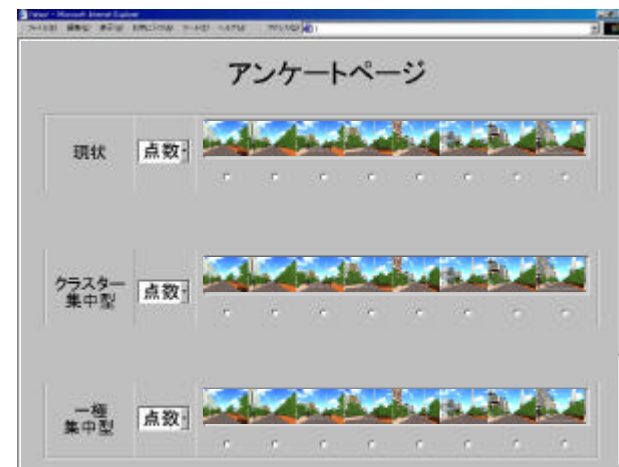 アンケートページ
現状
点数
クラスター
集中型
点数
一極
集中型
点数